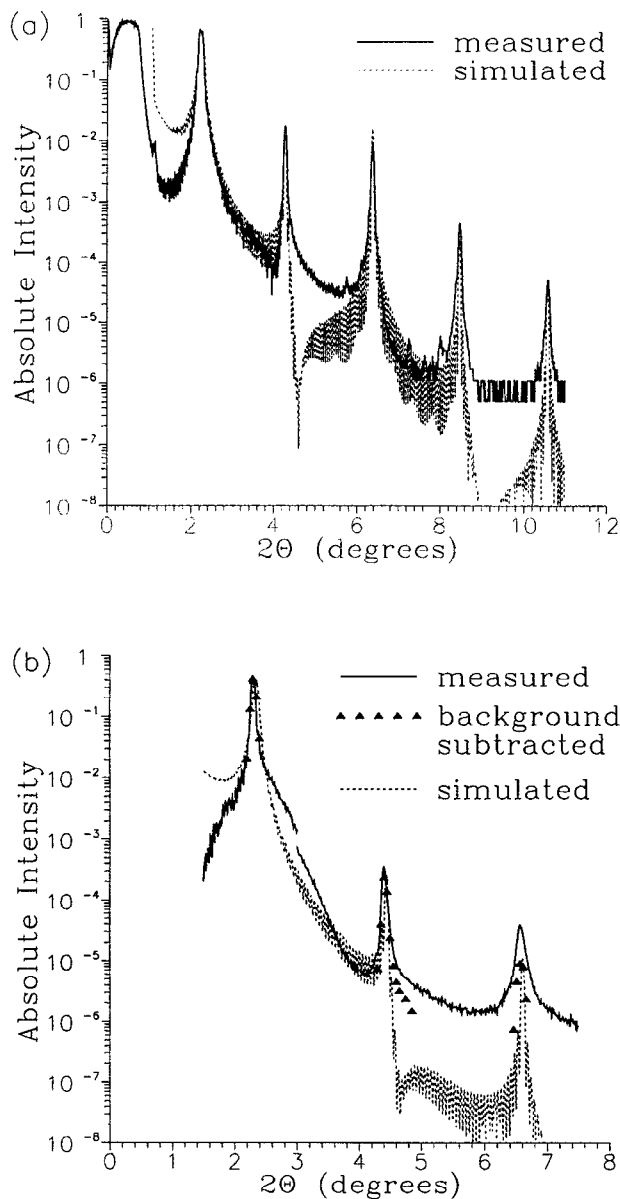 (a)
measured
simulated
Absolute Intensity
1
10⁻¹
10⁻²
10⁻³
10⁻⁴
10⁻⁵
10⁻⁶
10⁻⁷
10⁻⁸
0 2 4 6 8 10 12
2Θ (degrees)
(b)
measured
background
subtracted
simulated
Absolute Intensity
1
10⁻¹
10⁻²
10⁻³
10⁻⁴
10⁻⁵
10⁻⁶
10⁻⁷
10⁻⁸
0 1 2 3 4 5 6 7 8
2Θ (degrees)